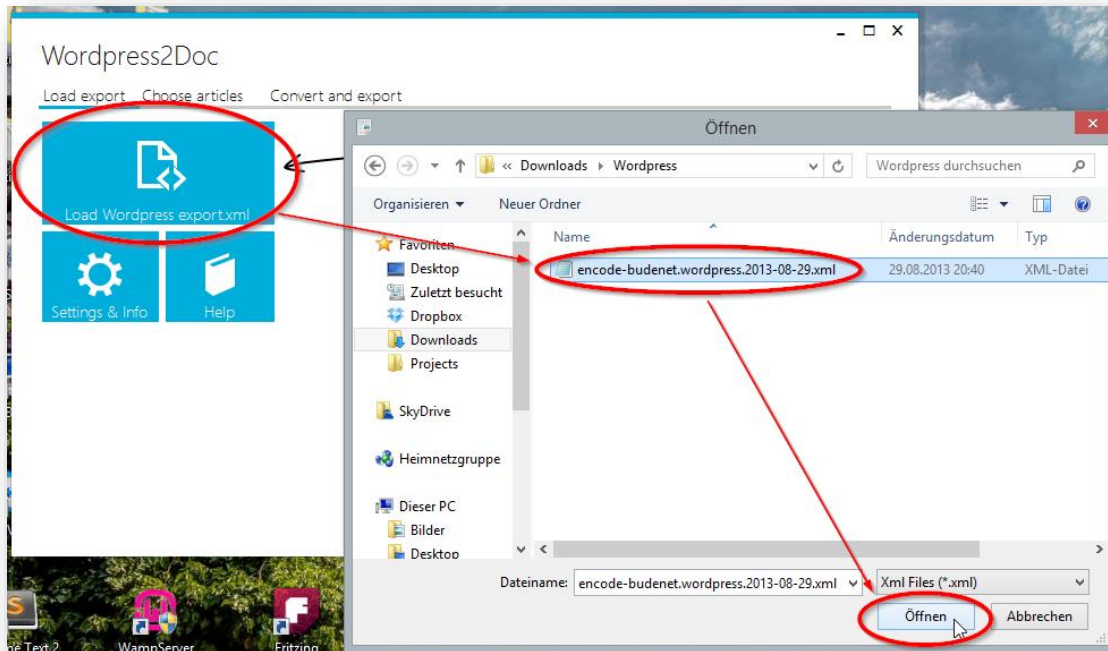 Wordpress2Doc
Load export Choose articles Convert and export
Load Wordpress export.xml
Settings & Info
Help
Öffnen
« Downloads Wordpress
Wordpress durchsuchen
Organisieren
Neuer Ordner
Name Änderungsdatum Typ
encode-budenet.wordpress.2013-08-29.xml 29.08.2013 20:40 XML-Datei
Favoriten
Desktop
Zuletzt besucht
Dropbox
Downloads
Projects
SkyDrive
Heimnetzgruppe
Dieser PC
Bilder
Desktop
Dateiname: encode-budenet.wordpress.2013-08-29.xml Xml Files (*.xml)
Öffnen Abbrechen
Text 2
WampServer
Fritzing